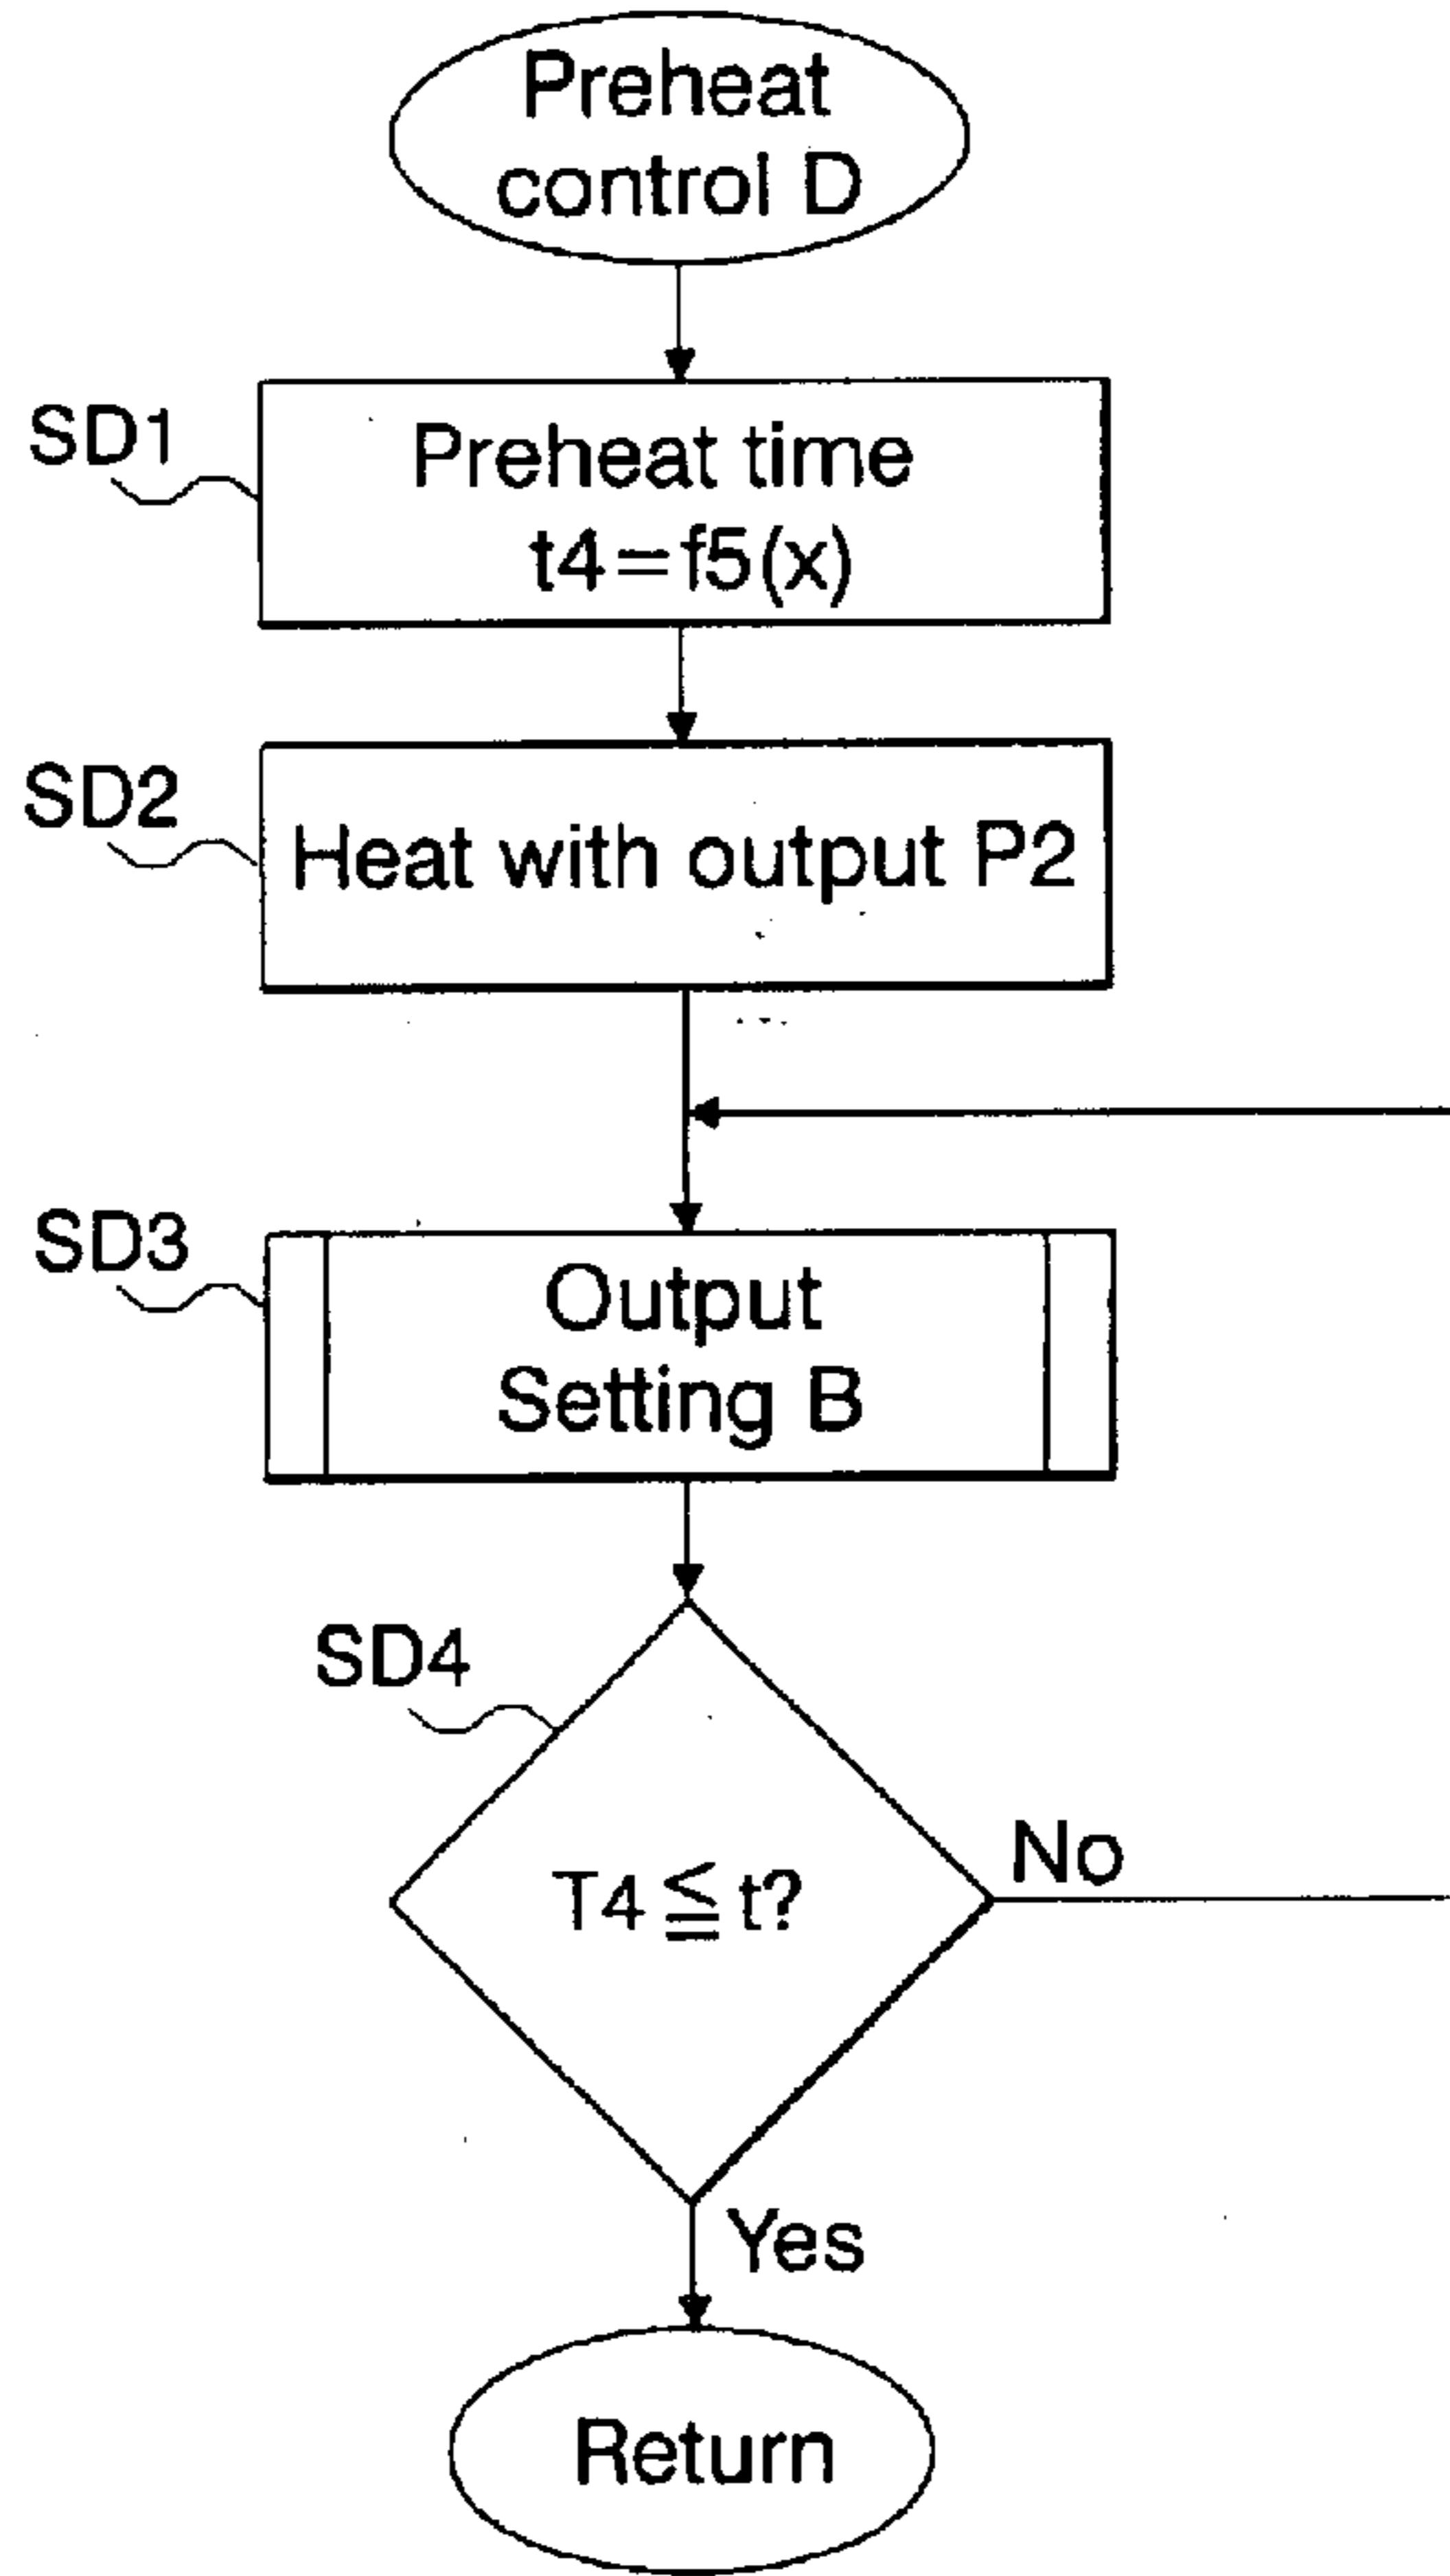 Preheat
control D
SD1
Preheat time
t4=f5(x)
SD2
Heat with output P2
SD3
Output
Setting B
SD4
T4≦t?
No
Yes
Return